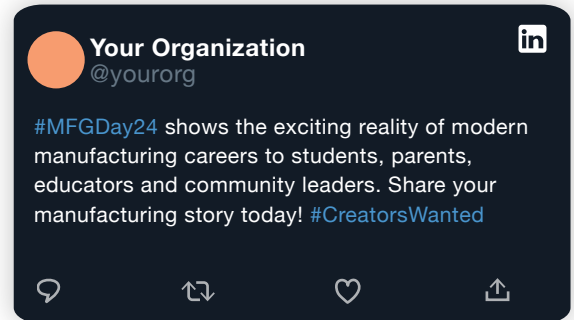 Your Organization
in
@yourorg
#MFGDay24 shows the exciting reality of modern
manufacturing careers to students, parents,
educators and community leaders. Share your
manufacturing story today! #CreatorsWanted